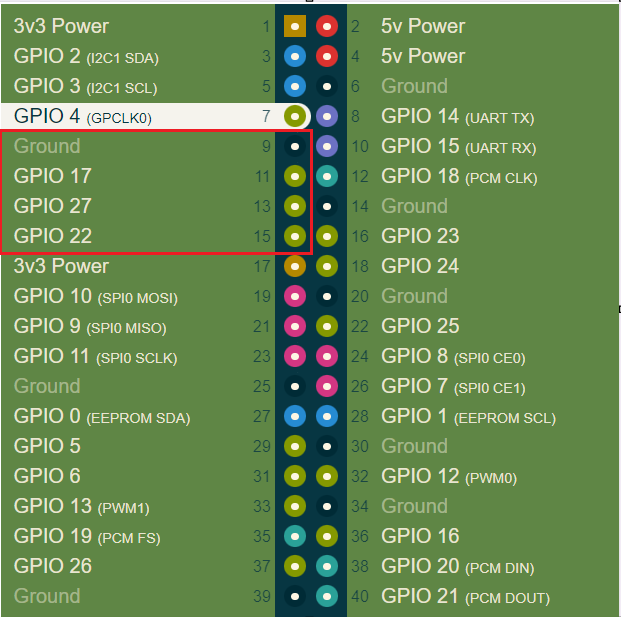 3v3 Power 1 2 5v Power
GPIO 2 (I2C1 SDA) 3 4 5v Power
GPIO 3 (I2C1 SCL) 5 6 Ground
GPIO 4 (GPCLK0) 7 8 GPIO 14 (UART TX)
Ground 9 10 GPIO 15 (UART RX)
GPIO 17 11 12 GPIO 18 (PCM CLK)
GPIO 27 13 14 Ground
GPIO 22 15 16 GPIO 23
3v3 Power 17 18 GPIO 24
GPIO 10 (SPI0 MOSI) 19 20 Ground
GPIO 9 (SPI0 MISO) 21 22 GPIO 25
GPIO 11 (SPI0 SCLK) 23 24 GPIO 8 (SPI0 CE0)
Ground 25 26 GPIO 7 (SPI0 CE1)
GPIO 0 (EEPROM SDA) 27 28 GPIO 1 (EEPROM SCL)
GPIO 5 29 30 Ground
GPIO 6 31 32 GPIO 12 (PWM0)
GPIO 13 (PWM1) 33 34 Ground
GPIO 19 (PCM FS) 35 36 GPIO 16
GPIO 26 37 38 GPIO 20 (PCM DIN)
Ground 39 40 GPIO 21 (PCM DOUT)